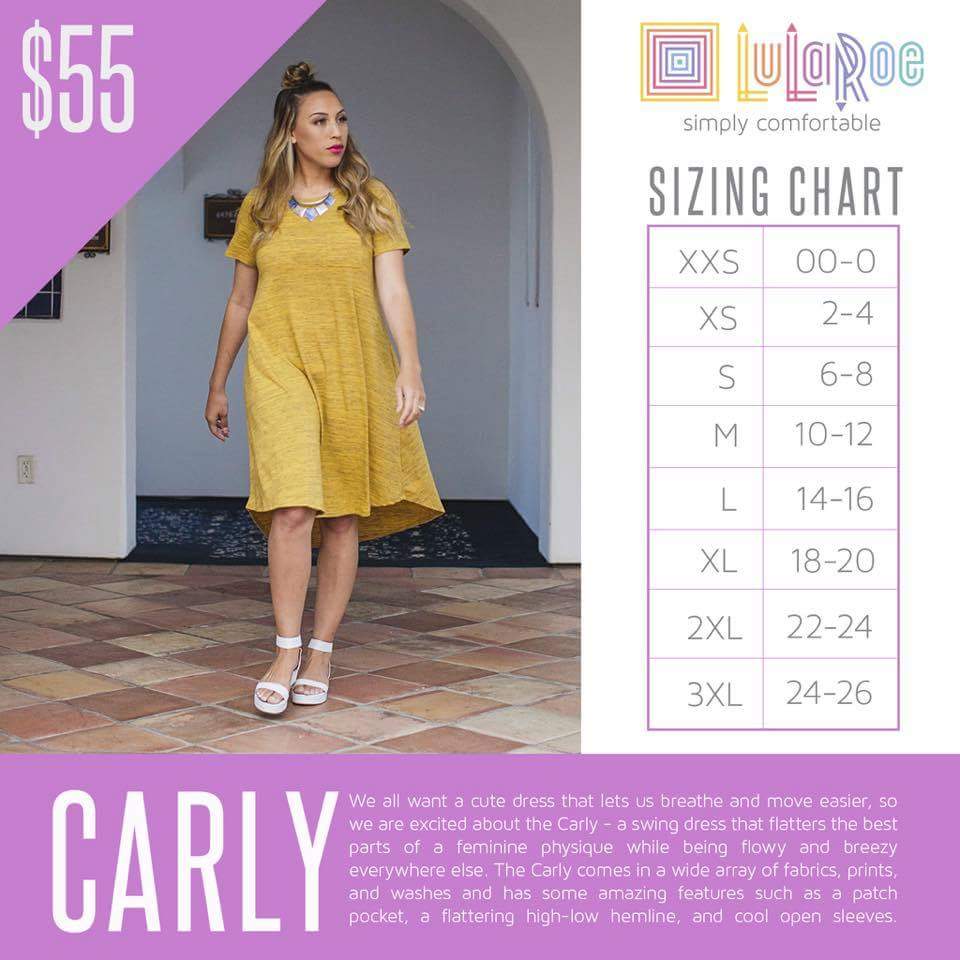 $55
LuLaRoe
simply comfortable
SIZING CHART
XXS 00-0
XS 2-4
S 6-8
M 10-12
L 14-16
XL 18-20
2XL 22-24
3XL 24-26
CARLY
We all want a cute dress that lets us breathe and move easier, so
we are excited about the Carly - a swing dress that flatters the best
parts of a feminine physique while being flowy and breezy
everywhere else. The Carly comes in a wide array of fabrics, prints,
and washes and has some amazing features such as a patch
pocket, a flattering high-low hemline, and cool open sleeves.